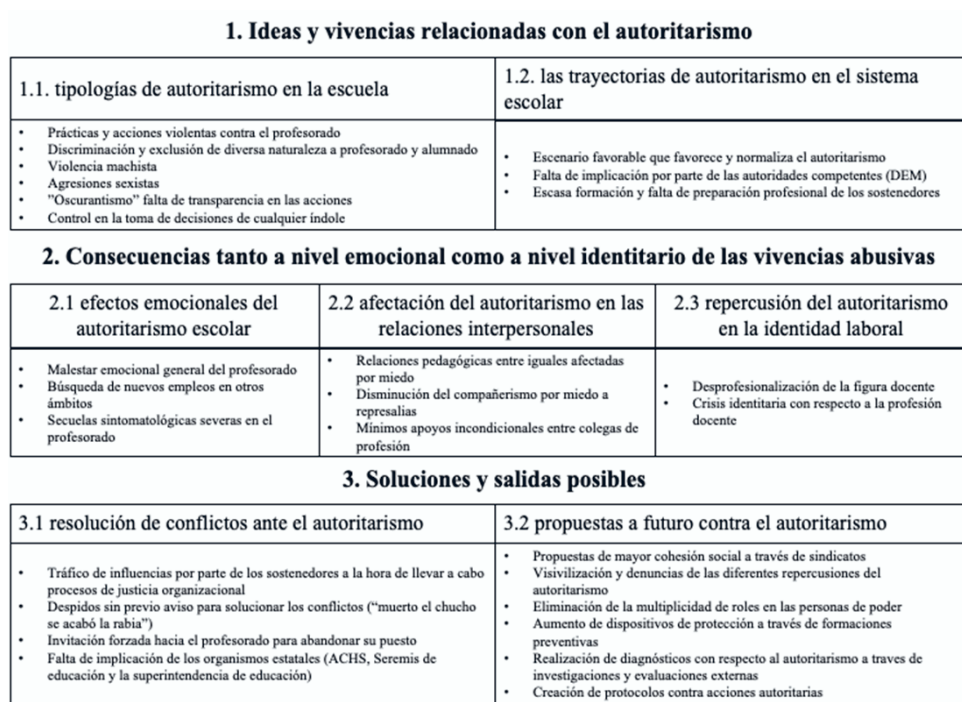 1. Ideas y vivencias relacionadas con el autoritarismo
1.1. tipologías de autoritarismo en la escuela
• Prácticas y acciones violentas contra el profesorado
• Discriminación y exclusión de diversa naturaleza a profesorado y alumnado
• Violencia machista
• Agresiones sexistas
• ”Oscurantismo” falta de transparencia en las acciones
• Control en la toma de decisiones de cualquier índole
1.2. las trayectorias de autoritarismo en el sistema
escolar
• Escenario favorable que favorece y normaliza el autoritarismo
• Falta de implicación por parte de las autoridades competentes (DEM)
• Escasa formación y falta de preparación profesional de los sostenedores
2. Consecuencias tanto a nivel emocional como a nivel identitario de las vivencias abusivas
2.1 efectos emocionales del
autoritarismo escolar
• Malestar emocional general del profesorado
• Búsqueda de nuevos empleos en otros
ámbitos
• Secuelas sintomatológicas severas en el
profesorado
2.2 afectación del autoritarismo en las
relaciones interpersonales
• Relaciones pedagógicas entre iguales afectadas
por miedo
• Disminución del compañerismo por miedo a
represalias
• Mínimos apoyos incondicionales entre colegas de
profesión
2.3 repercusión del autoritarismo
en la identidad laboral
• Desprofesionalización de la figura docente
• Crisis identitaria con respecto a la profesión
docente
3. Soluciones y salidas posibles
3.1 resolución de conflictos ante el autoritarismo
• Tráfico de influencias por parte de los sostenedores a la hora de llevar a cabo
procesos de justicia organizacional
• Despidos sin previo aviso para solucionar los conflictos (“muerto el chucho
se acabó la rabia”)
• Invitación forzada hacia el profesorado para abandonar su puesto
• Falta de implicación de los organismos estatales (ACHS, Seremis de
educación y la superintendencia de educación)
3.2 propuestas a futuro contra el autoritarismo
• Propuestas de mayor cohesión social a través de sindicatos
• Visivilización y denuncias de las diferentes repercusiones del
autoritarismo
• Eliminación de la multiplicidad de roles en las personas de poder
• Aumento de dispositivos de protección a través de formaciones
preventivas
• Realización de diagnósticos con respecto al autoritarismo a traves de
investigaciones y evaluaciones externas
• Creación de protocolos contra acciones autoritarias